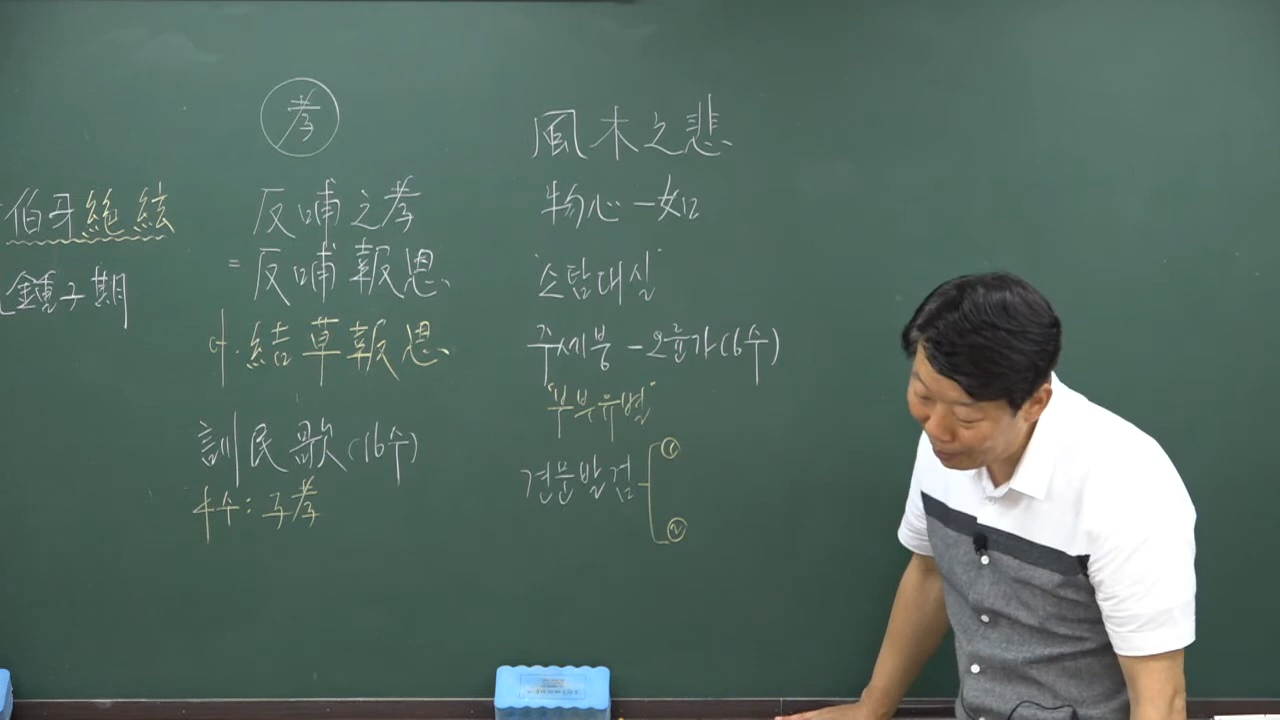 伯牙絶絃
鍾子期
孝
反哺之孝
= 反哺報恩
cf. 結草報恩
訓民歌(16수)
4수: 子孝
風木之悲
物心一如
'소탐대실'
주세붕 - 오륜가(6수)
"부부유별"
견문발검
①
②